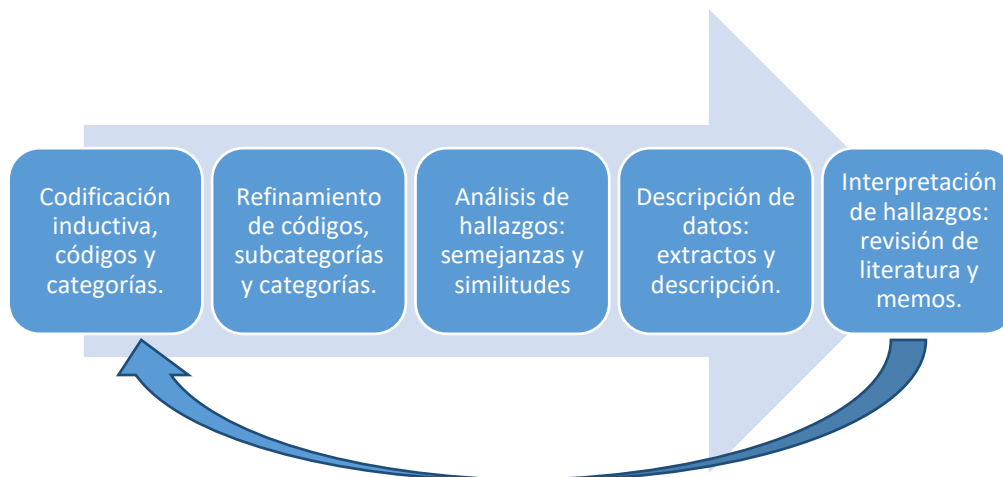 Codificación
inductiva,
códigos y
categorías.
Refinamiento
de códigos,
subcategorías
y categorías.
Análisis de
hallazgos:
semejanzas y
similitudes
Descripción de
datos:
extractos y
descripción.
Interpretación
de hallazgos:
revisión de
literatura y
memos.